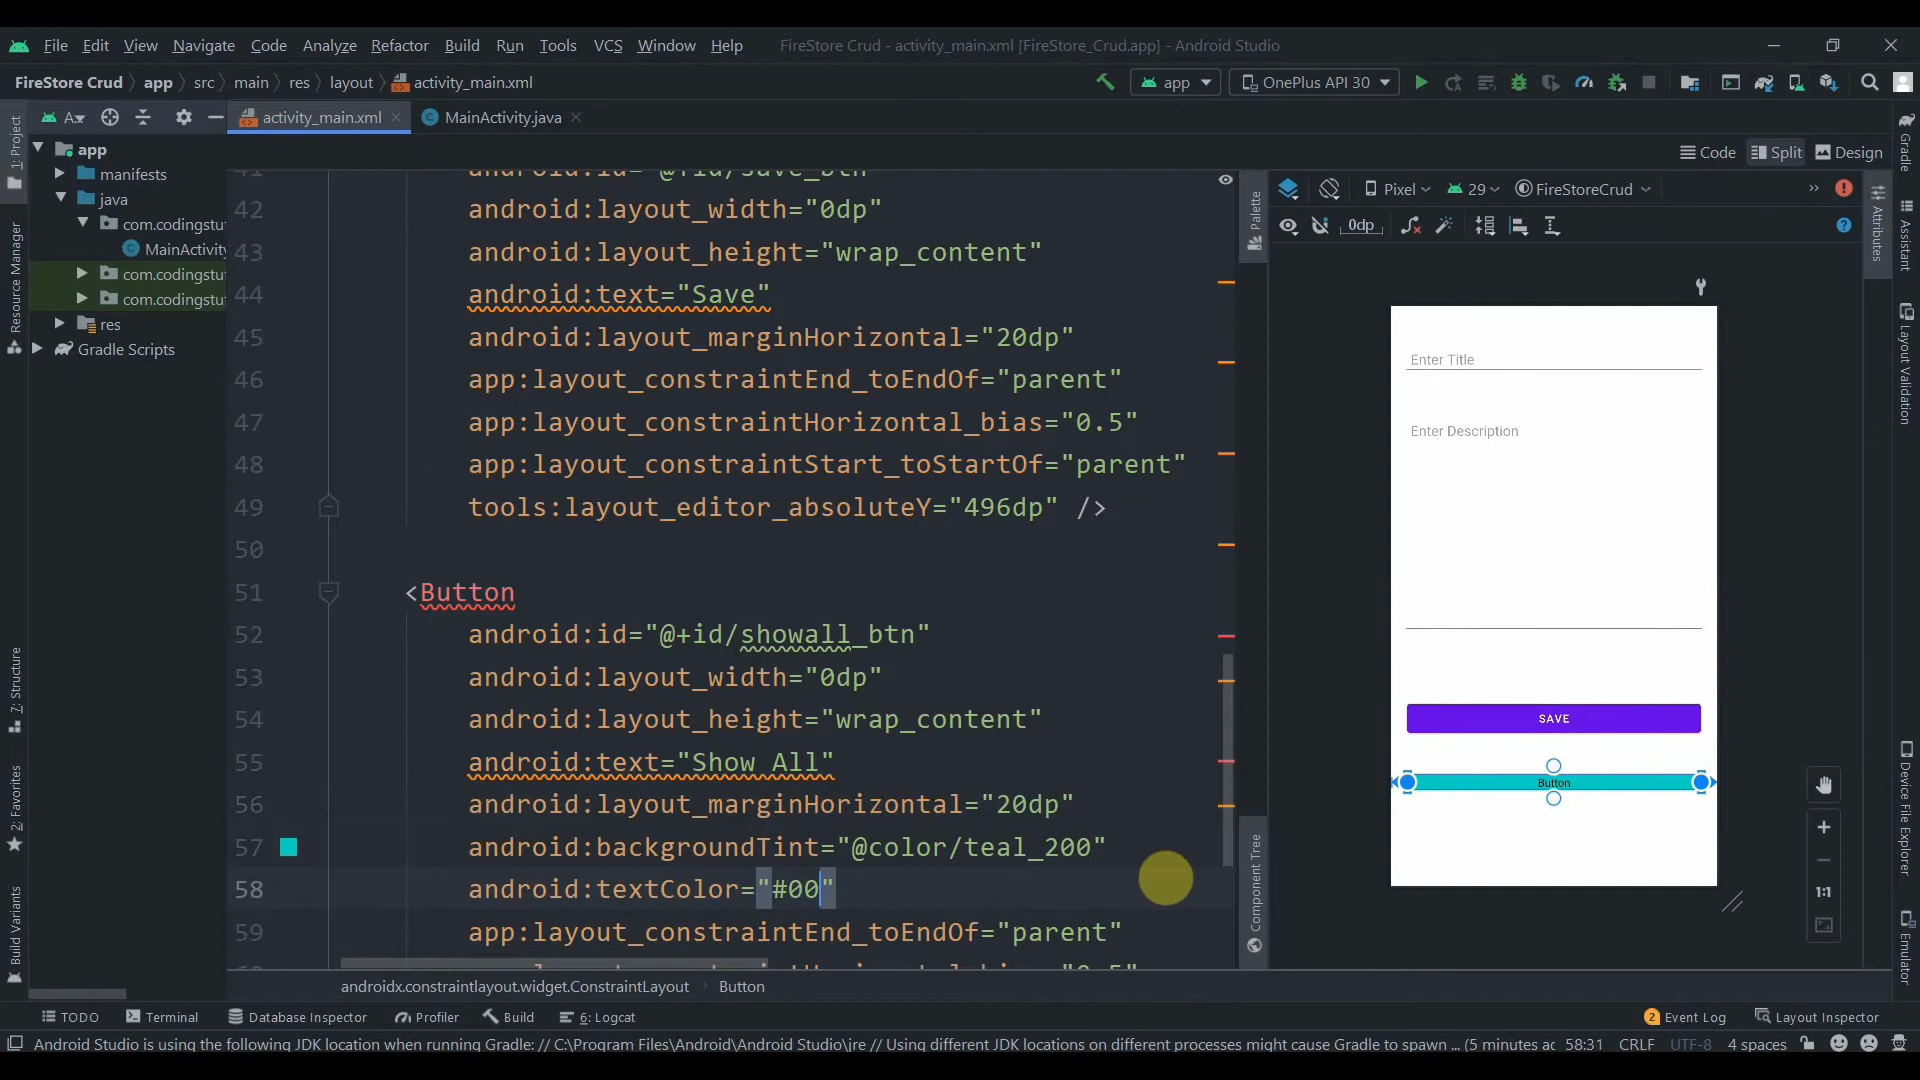 File Edit View Navigate Code Analyze Refactor Build Run Tools VCS Window Help FireStore Crud - activity_main.xml [FireStore_Crud.app] - Android Studio
FireStore Crud app src main res layout activity_main.xml app OnePlus API 30
A... activity_main.xml MainActivity.java
Code Split Design
1: Project
Resource Manager
7: Structure
2: Favorites
Build Variants
app
manifests
java
com.codingstu
MainActivity
com.codingstu
com.codingstu
res
Gradle Scripts
42 android:layout_width="0dp"
43 android:layout_height="wrap_content"
44 android:text="Save"
45 android:layout_marginHorizontal="20dp"
46 app:layout_constraintEnd_toEndOf="parent"
47 app:layout_constraintHorizontal_bias="0.5"
48 app:layout_constraintStart_toStartOf="parent"
49 tools:layout_editor_absoluteY="496dp" />
50
51 <Button
52 android:id="@+id/showall_btn"
53 android:layout_width="0dp"
54 android:layout_height="wrap_content"
55 android:text="Show All"
56 android:layout_marginHorizontal="20dp"
57 android:backgroundTint="@color/teal_200"
58 android:textColor="#00"
59 app:layout_constraintEnd_toEndOf="parent"
androidx.constraintlayout.widget.ConstraintLayout Button
Palette
Component Tree
Pixel 29 FireStoreCrud
0dp
Enter Title
Enter Description
SAVE
Button
1:1
Attributes
Gradle
Assistant
Layout Validation
Device File Explorer
Emulator
TODO Terminal Database Inspector Profiler Build 6: Logcat 2 Event Log Layout Inspector
Android Studio is using the following JDK location when running Gradle: // C:\Program Files\Android\Android Studio\jre // Using different JDK locations on different processes might cause Gradle to spawn ... (5 minutes ac 58:31 CRLF UTF-8 4 spaces